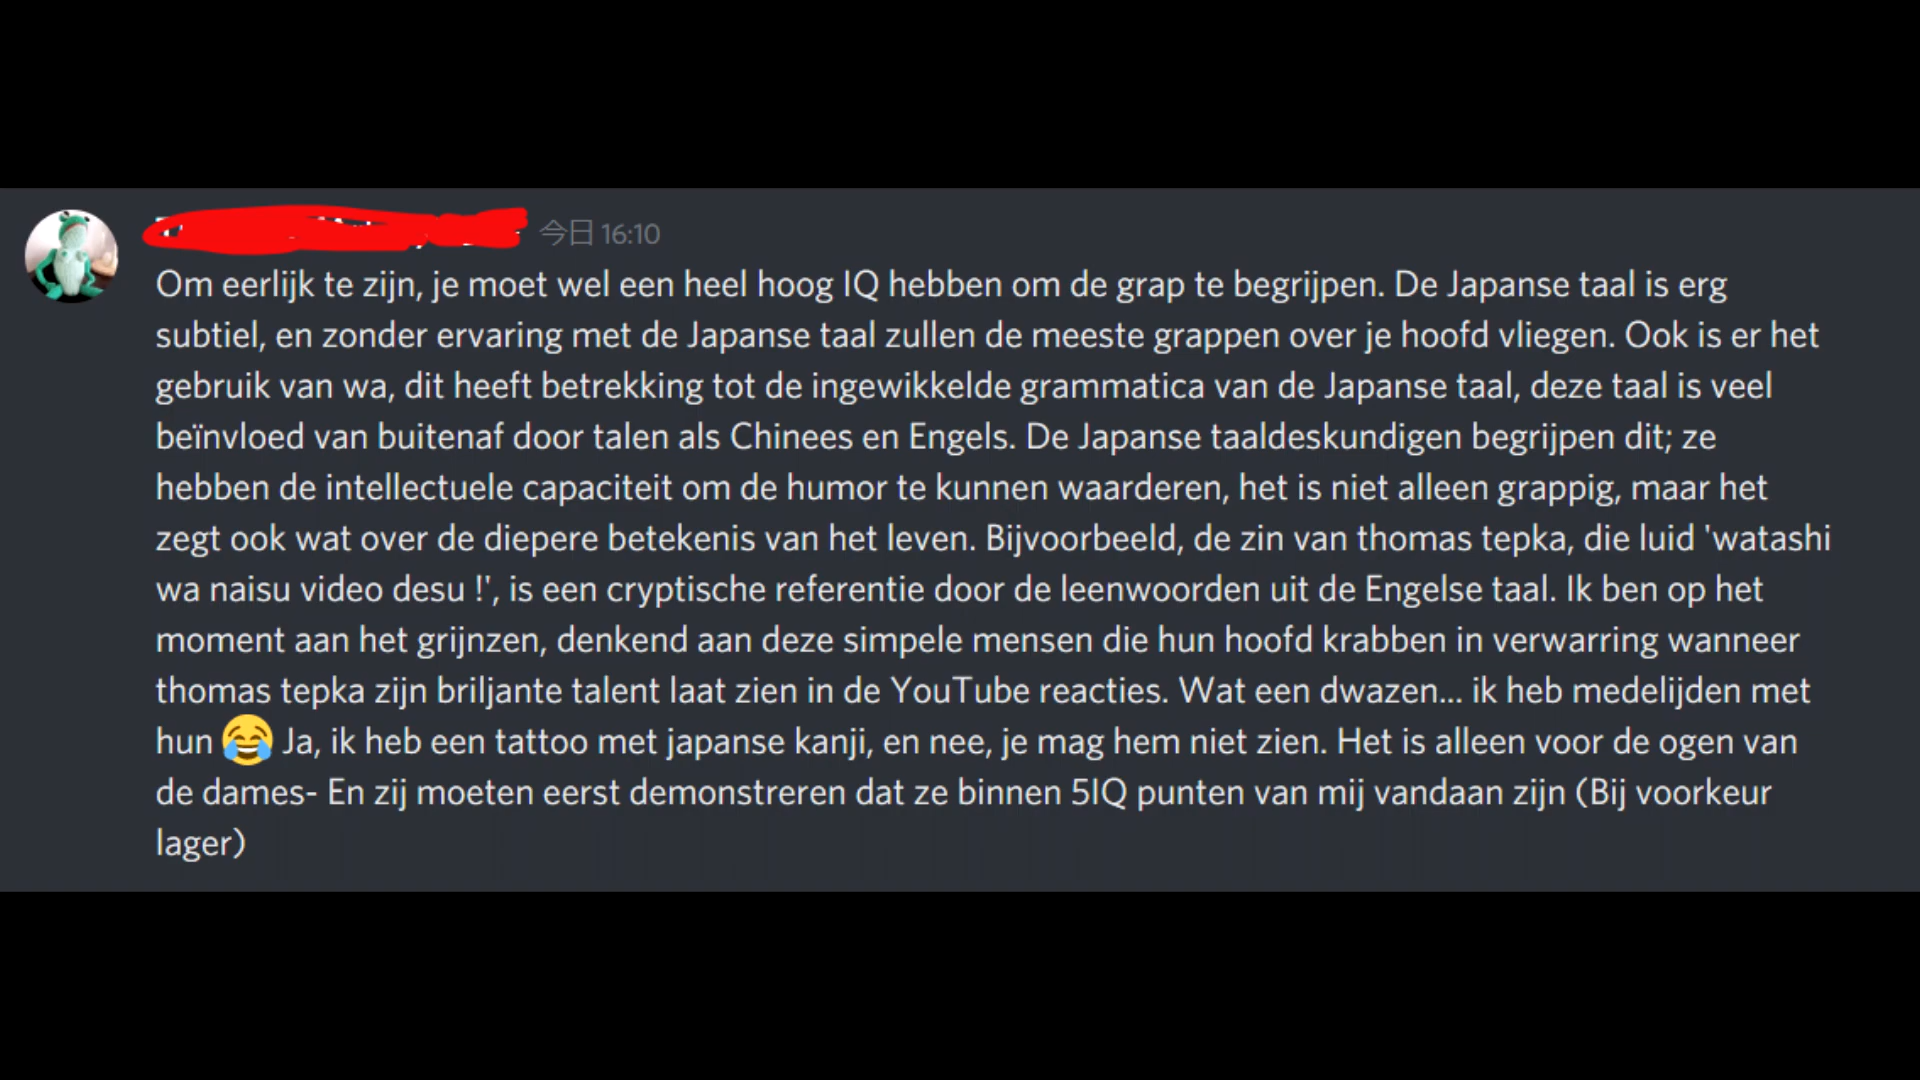 今日 16:10
Om eerlijk te zijn, je moet wel een heel hoog IQ hebben om de grap te begrijpen. De Japanse taal is erg
subtiel, en zonder ervaring met de Japanse taal zullen de meeste grappen over je hoofd vliegen. Ook is er het
gebruik van wa, dit heeft betrekking tot de ingewikkelde grammatica van de Japanse taal, deze taal is veel
beïnvloed van buitenaf door talen als Chinees en Engels. De Japanse taaldeskundigen begrijpen dit; ze
hebben de intellectuele capaciteit om de humor te kunnen waarderen, het is niet alleen grappig, maar het
zegt ook wat over de diepere betekenis van het leven. Bijvoorbeeld, de zin van thomas tepka, die luid 'watashi
wa naisu video desu !', is een cryptische referentie door de leenwoorden uit de Engelse taal. Ik ben op het
moment aan het grijnzen, denkend aan deze simpele mensen die hun hoofd krabben in verwarring wanneer
thomas tepka zijn briljante talent laat zien in de YouTube reacties. Wat een dwazen... ik heb medelijden met
hun 😂 Ja, ik heb een tattoo met japanse kanji, en nee, je mag hem niet zien. Het is alleen voor de ogen van
de dames- En zij moeten eerst demonstreren dat ze binnen 5IQ punten van mij vandaan zijn (Bij voorkeur
lager)